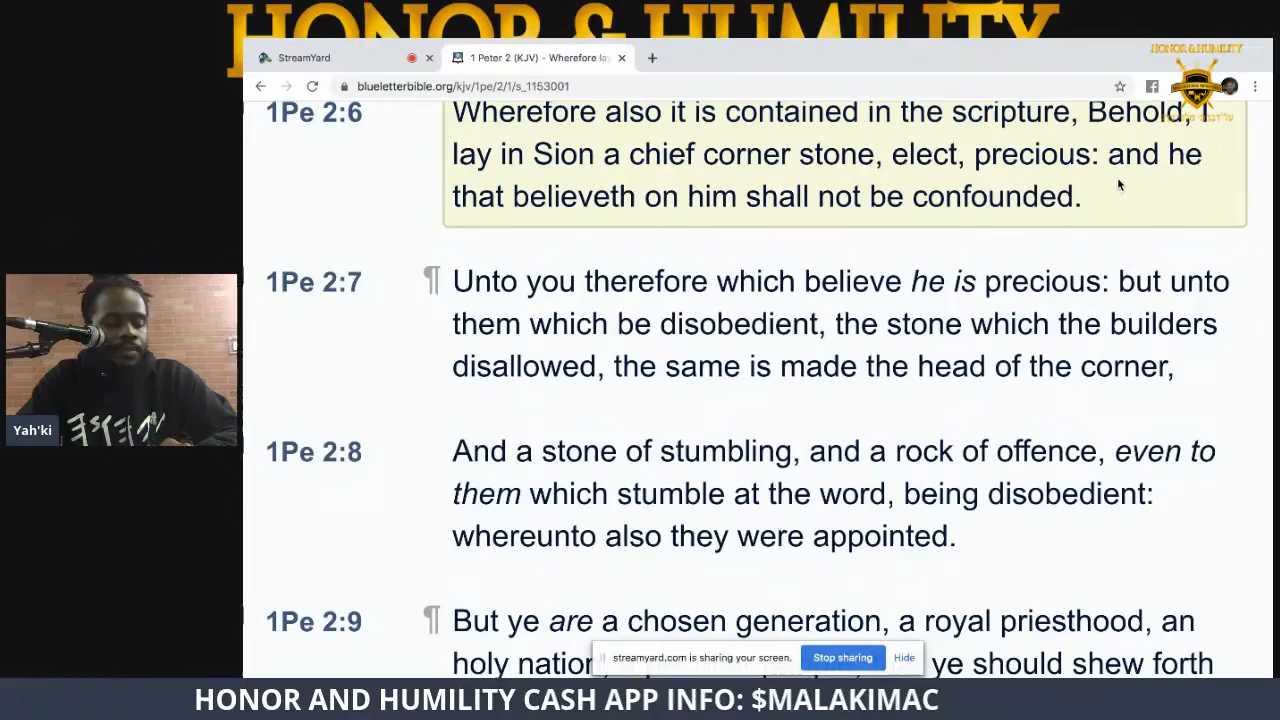 HONOR & HUMILITY
StreamYard
1 Peter 2 (KJV) - Wherefore lay
HONOR & HUMILITY
blueletterbible.org/kjv/1pe/2/1/s_1153001
1Pe 2:6
Wherefore also it is contained in the scripture, Behold, I
lay in Sion a chief corner stone, elect, precious: and he
that believeth on him shall not be confounded.
1Pe 2:7
¶ Unto you therefore which believe he is precious: but unto
them which be disobedient, the stone which the builders
disallowed, the same is made the head of the corner,
1Pe 2:8
And a stone of stumbling, and a rock of offence, even to
them which stumble at the word, being disobedient:
whereunto also they were appointed.
1Pe 2:9
¶ But ye are a chosen generation, a royal priesthood, an
holy nation, ye should shew forth
streamyard.com is sharing your screen.
Stop sharing
Hide
Yah'ki
HONOR AND HUMILITY CASH APP INFO: $MALAKIMAC